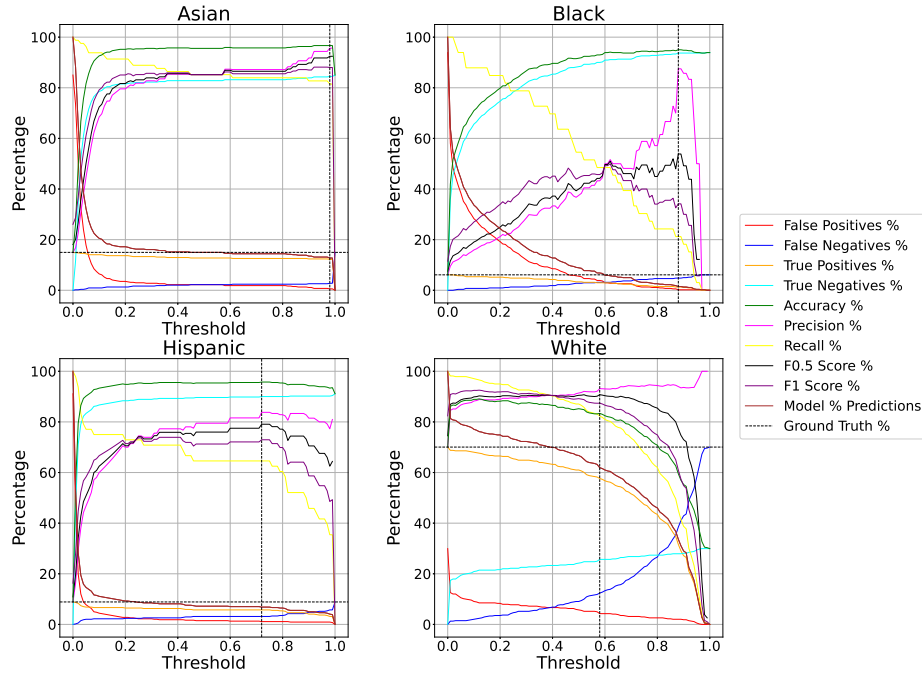 Asian
Black
100
80
60
40
20
0
Percentage
0.0 0.2 0.4 0.6 0.8 1.0
Threshold
100
80
60
40
20
0
Percentage
0.0 0.2 0.4 0.6 0.8 1.0
Threshold
Hispanic
White
100
80
60
40
20
0
Percentage
0.0 0.2 0.4 0.6 0.8 1.0
Threshold
100
80
60
40
20
0
Percentage
0.0 0.2 0.4 0.6 0.8 1.0
Threshold
False Positives %
False Negatives %
True Positives %
True Negatives %
Accuracy %
Precision %
Recall %
F0.5 Score %
F1 Score %
Model % Predictions
Ground Truth %